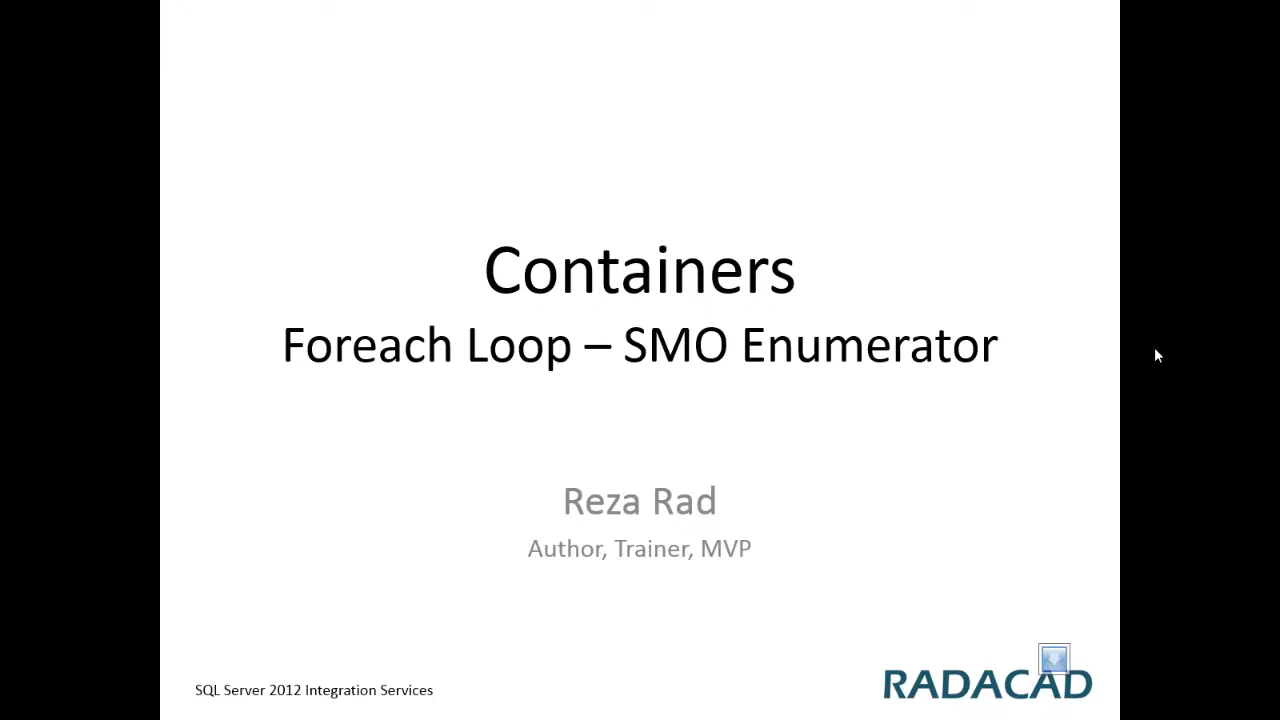 Containers
Foreach Loop – SMO Enumerator
Reza Rad
Author, Trainer, MVP
SQL Server 2012 Integration Services
RADACAD